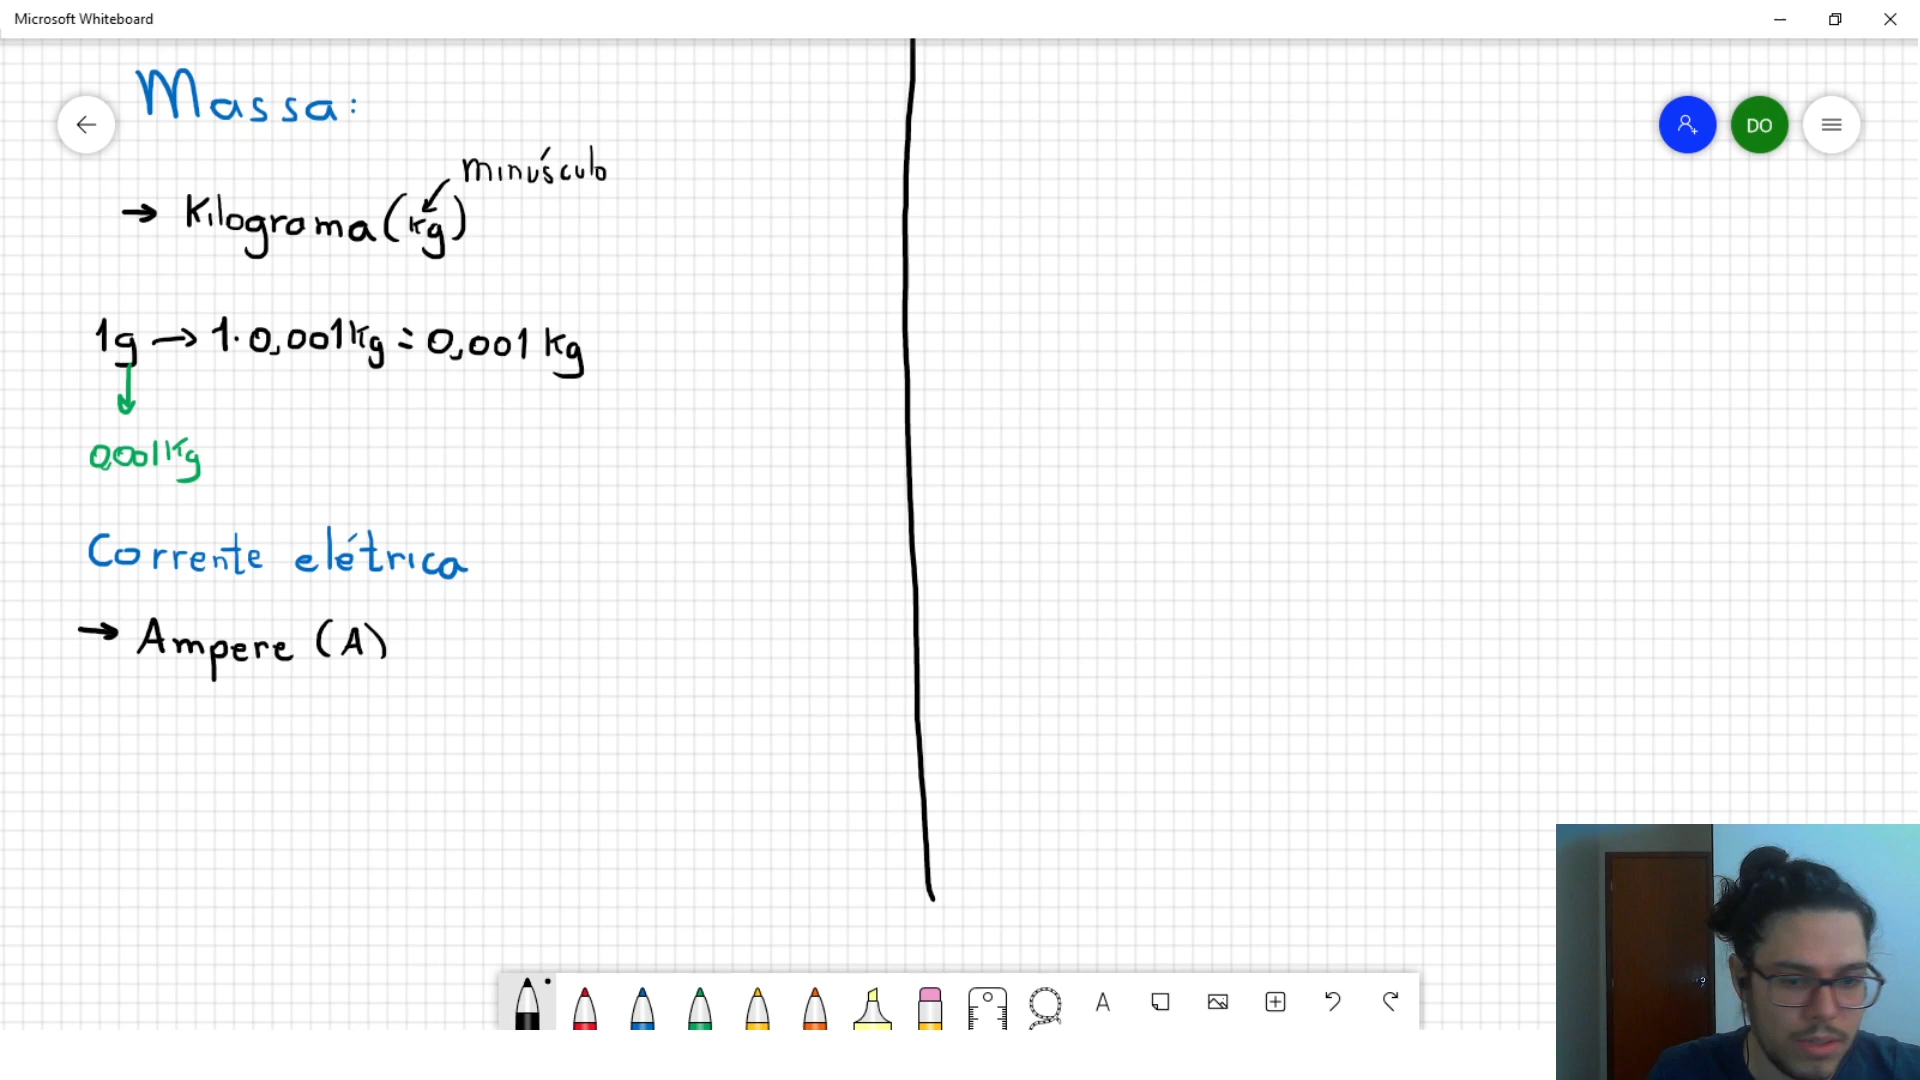 Microsoft Whiteboard
Massa:
minúsculo
→ Kilograma (kg)
DO
1g → 1·0,001kg = 0,001 kg
0,001kg
Corrente elétrica
→ Ampere (A)
A